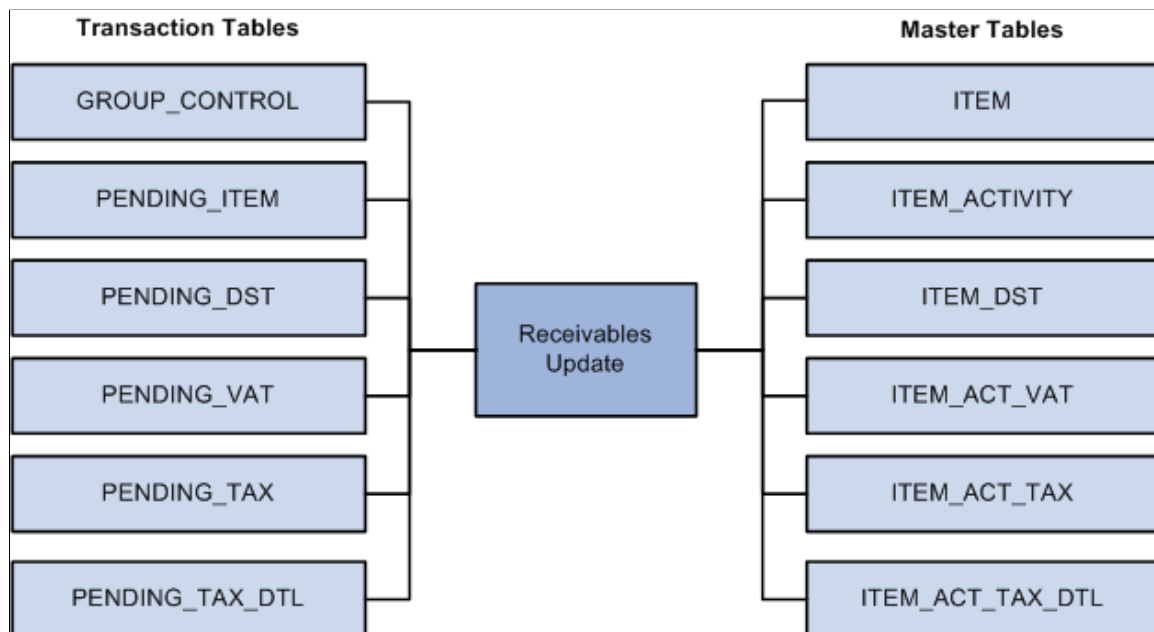 Transaction Tables
Master Tables
GROUP_CONTROL
ITEM
PENDING_ITEM
ITEM_ACTIVITY
PENDING_DST
ITEM_DST
Receivables
Update
PENDING_VAT
ITEM_ACT_VAT
PENDING_TAX
ITEM_ACT_TAX
PENDING_TAX_DTL
ITEM_ACT_TAX_DTL